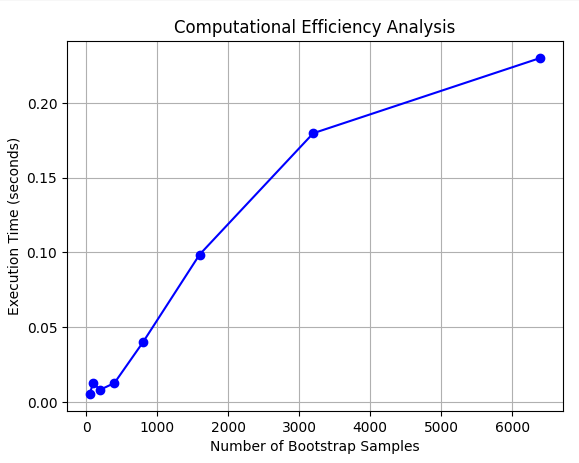 Computational Efficiency Analysis
Execution Time (seconds)
0.20
0.15
0.10
0.05
0.00
0 1000 2000 3000 4000 5000 6000
Number of Bootstrap Samples